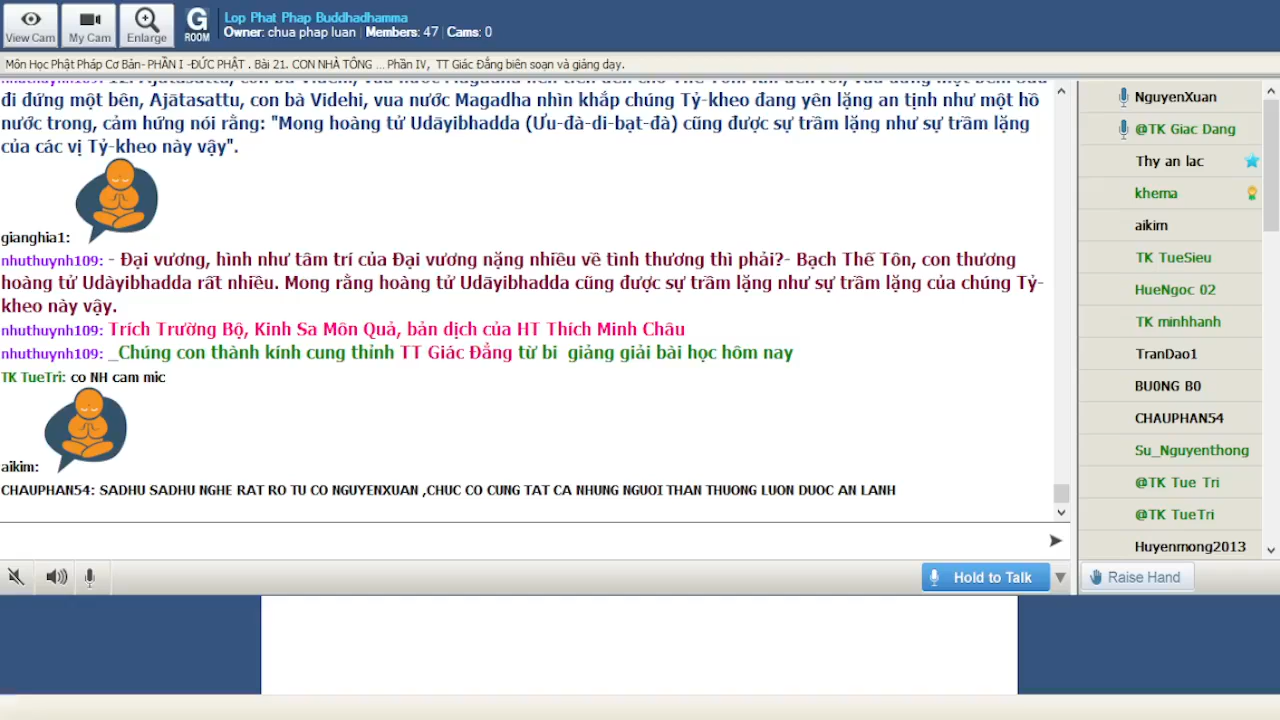 View Cam
My Cam
Enlarge
G
ROOM
Lop Phat Phap Buddhadhamma
Owner: chua phap luan | Members: 47 | Cams: 0
Môn Học Phật Pháp Cơ Bản- PHẦN I -ĐỨC PHẬT . Bài 21. CON NHÀ TÔNG ... Phần IV, TT Giác Đẳng biên soạn và giảng dạy.
đi đứng một bên, Ajātasattu, con bà Videhi, vua nước Magadha nhìn khắp chúng Tỷ-kheo đang yên lặng an tịnh như một hồ
nước trong, cảm hứng nói rằng: "Mong hoàng tử Udāyibhadda (Ưu-đà-di-bạt-đà) cũng được sự trầm lặng như sự trầm lặng
của các vị Tỷ-kheo này vậy".
gianghia1:
nhuthuynh109: - Đại vương, hình như tâm trí của Đại vương nặng nhiều về tình thương thì phải?- Bạch Thế Tôn, con thương
hoàng tử Udàyibhadda rất nhiều. Mong rằng hoàng tử Udāyibhadda cũng được sự trầm lặng như sự trầm lặng của chúng Tỷ-
kheo này vậy.
nhuthuynh109: Trích Trường Bộ, Kinh Sa Môn Quả, bản dịch của HT Thích Minh Châu
nhuthuynh109: _Chúng con thành kính cung thỉnh TT Giác Đẳng từ bi giảng giải bài học hôm nay
TK TueTri: co NH cam mic
aikim:
CHAUPHAN54: SADHU SADHU NGHE RAT RO TU CO NGUYENXUAN ,CHUC CO CUNG TAT CA NHUNG NGUOI THAN THUONG LUON DUOC AN LANH
Hold to Talk
NguyenXuan
@TK Giac Dang
Thy an lac
khema
aikim
TK TueSieu
HueNgoc 02
TK minhhanh
TranDao1
BU0NG B0
CHAUPHAN54
Su_Nguyenthong
@TK Tue Tri
@TK TueTri
Huyenmong2013
Raise Hand